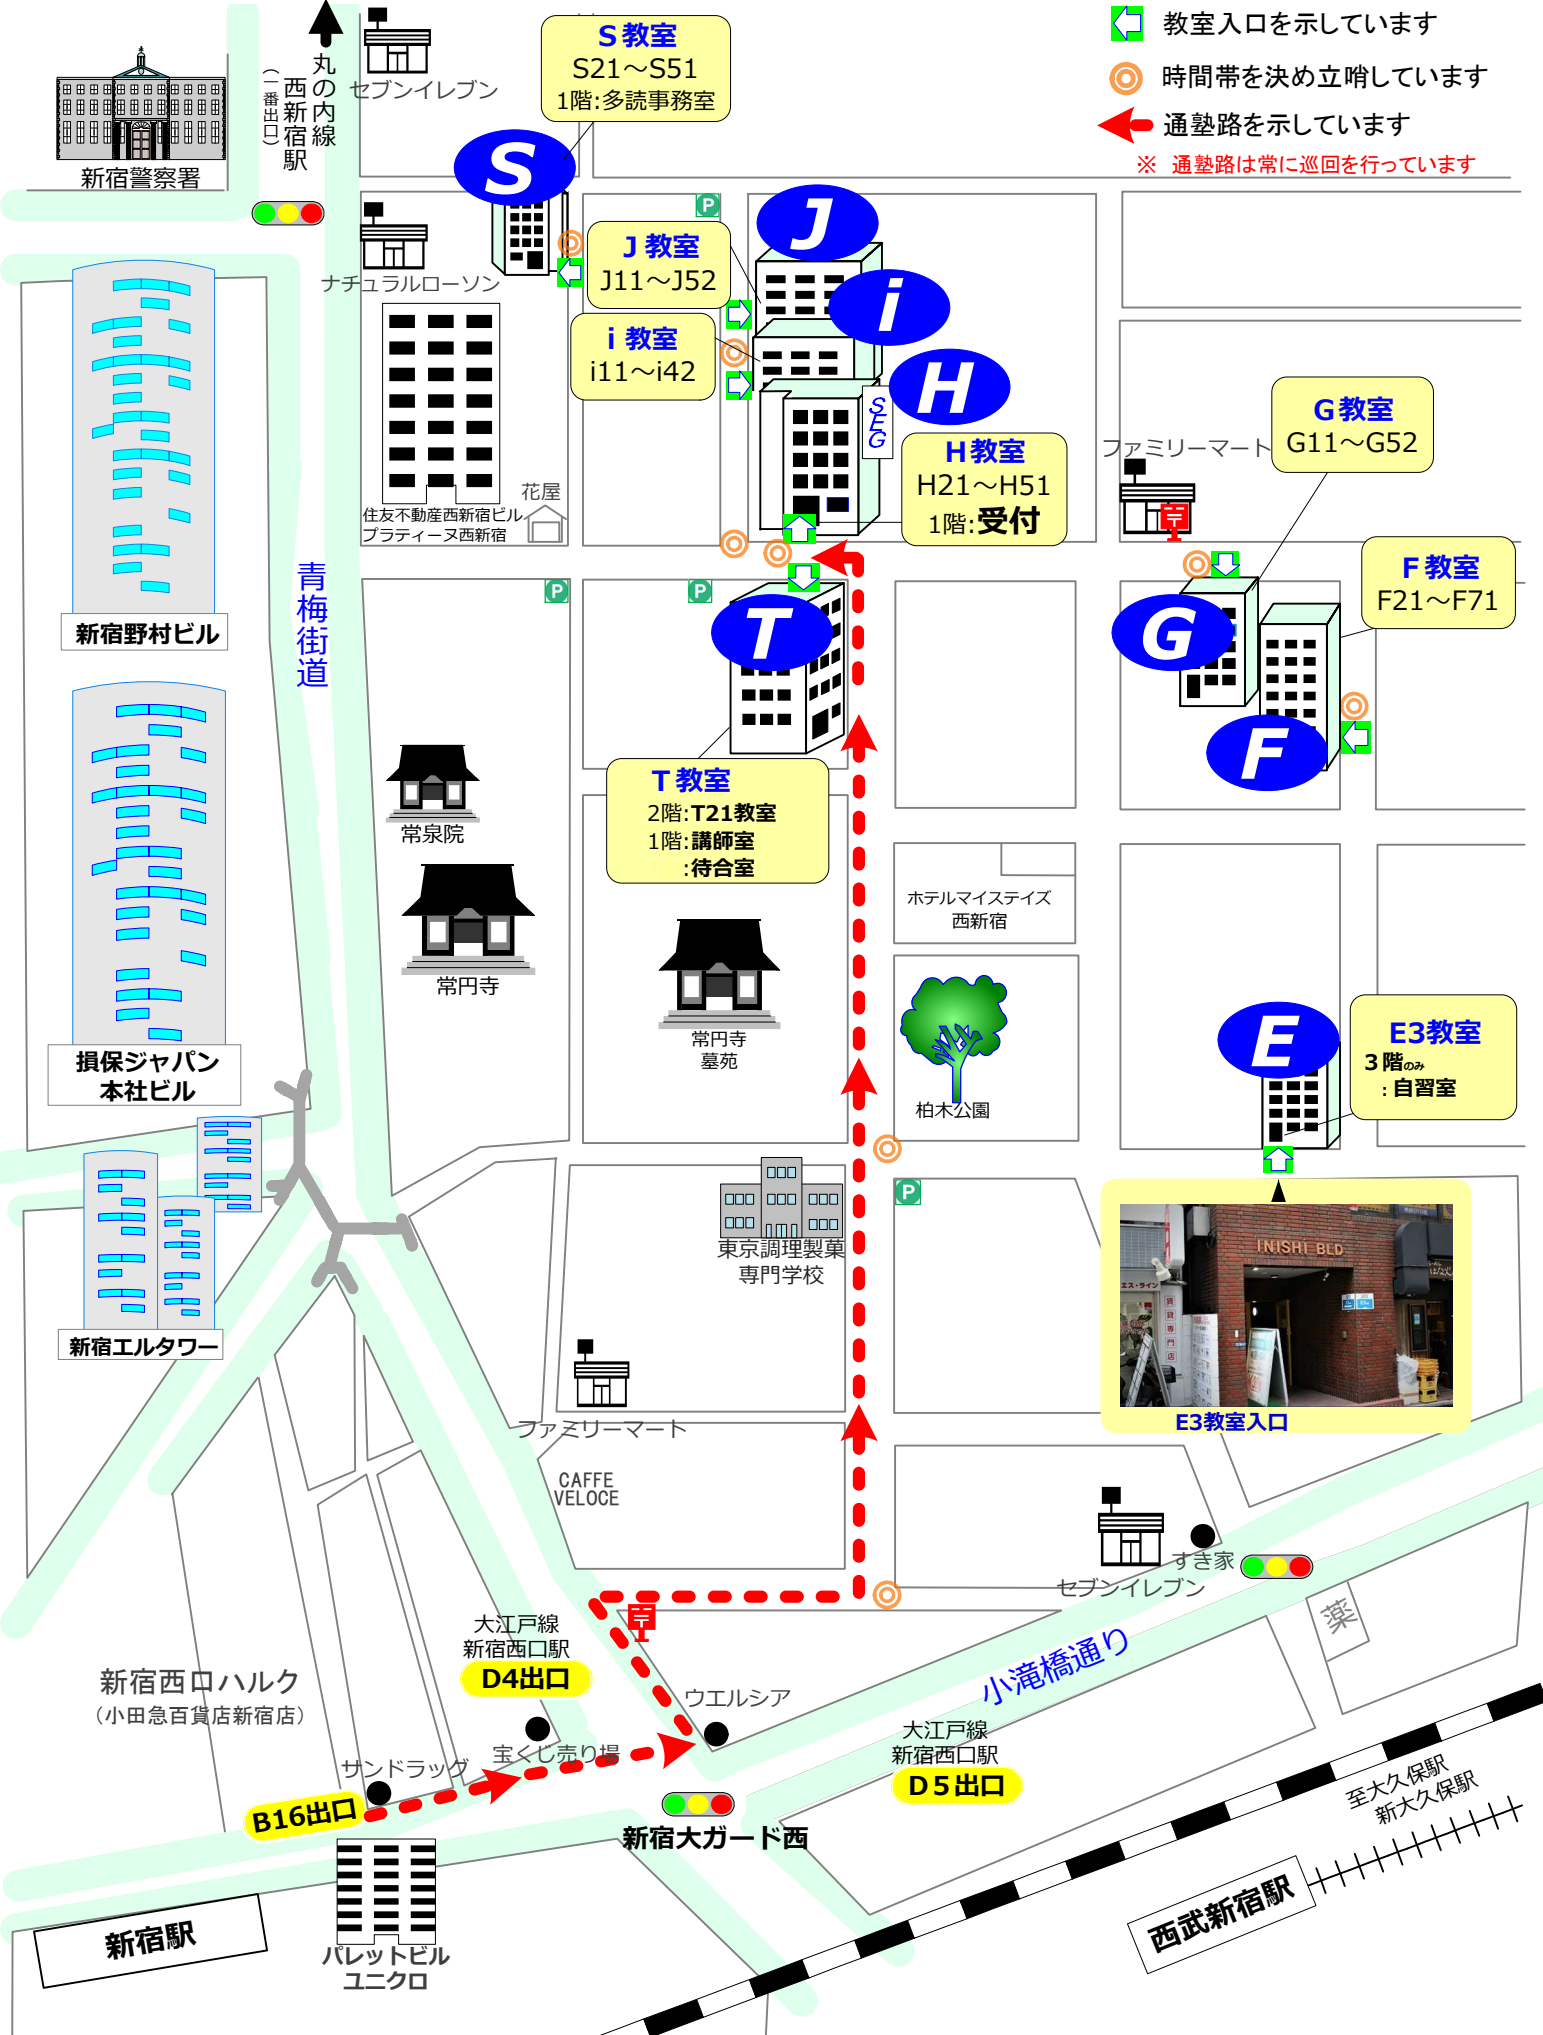 教室入口を示しています
時間帯を決め立哨しています
通塾路を示しています
※ 通塾路は常に巡回を行っています
丸の内線
西新宿駅
（一番出口）
セブンイレブン
新宿警察署
S教室
S21～S51
1階:多読事務室
S
ナチュラルローソン
P
J
J教室
J11～J52
i
i 教室
i11～i42
H
SEG
H教室
H21～H51
1階:受付
G教室
G11～G52
ファミリーマート
〒
F教室
F21～F71
G
F
住友不動産西新宿ビル
プラティーヌ西新宿
花屋
P
P
T
T教室
2階:T21教室
1階:講師室
:待合室
青梅街道
新宿野村ビル
損保ジャパン
本社ビル
新宿エルタワー
常泉院
常円寺
常円寺
墓苑
ホテルマイステイズ
西新宿
柏木公園
E
E3教室
3階のみ
:自習室
P
INISHI BLD
エス・ライン
賃貸専門店
E3教室入口
東京調理製菓
専門学校
ファミリーマート
CAFFE
VELOCE
すき家
セブンイレブン
薬
小滝橋通り
〒
大江戸線
新宿西口駅
D4出口
新宿西口ハルク
（小田急百貨店新宿店）
ウエルシア
宝くじ売り場
サンドラッグ
B16出口
大江戸線
新宿西口駅
D5出口
新宿大ガード西
至大久保駅
新大久保駅
西武新宿駅
新宿駅
パレットビル
ユニクロ